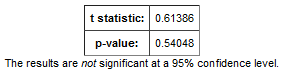 t statistic: 0.61386
p-value: 0.54048
The results are not significant at a 95% confidence level.